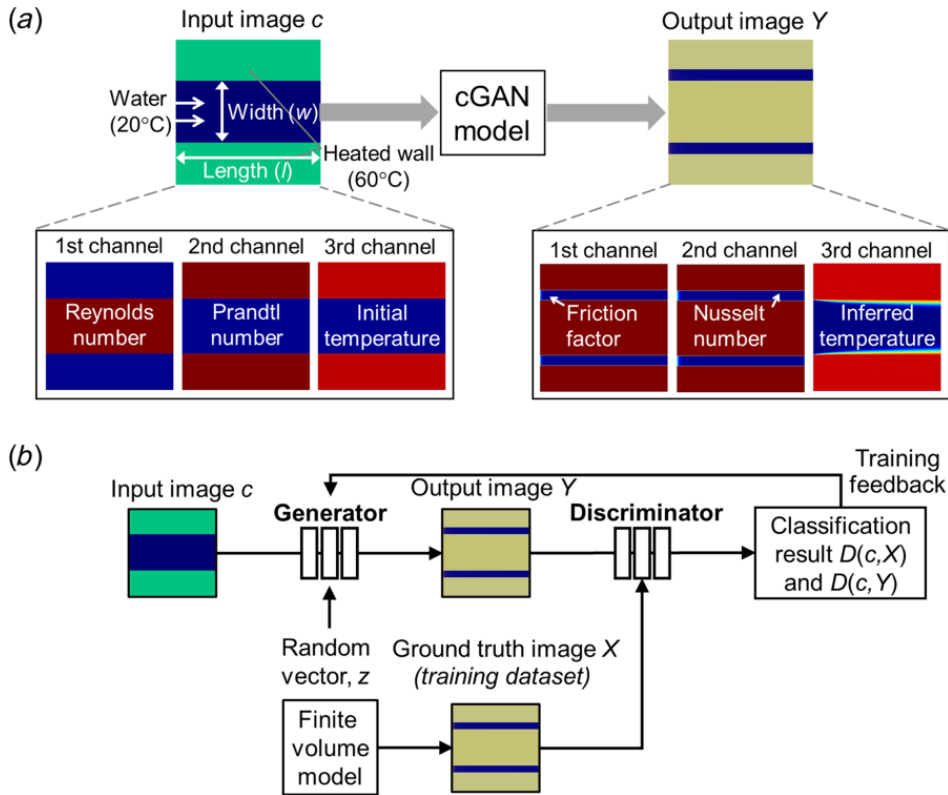 (a)
Input image c
Output image Y
Water
(20°C)
Width (w)
Length (l)
Heated wall
(60°C)
cGAN
model
1st channel
2nd channel
3rd channel
Reynolds
number
Prandtl
number
Initial
temperature
1st channel
2nd channel
3rd channel
Friction
factor
Nusselt
number
Inferred
temperature
(b)
Input image c
Generator
Output image Y
Discriminator
Training
feedback
Classification
result D(c,X)
and D(c,Y)
Random
vector, z
Ground truth image X
(training dataset)
Finite
volume
model